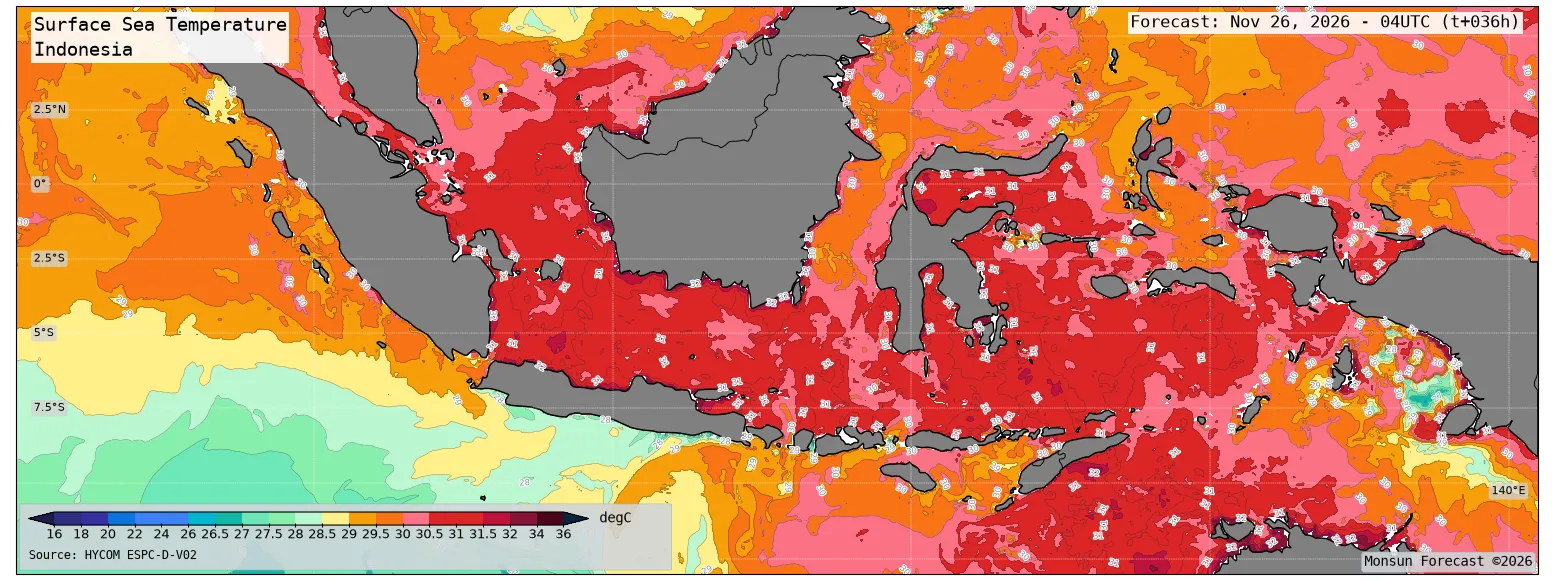 Surface Sea Temperature
Indonesia
Forecast: Nov 26, 2026 - 04UTC (t+036h)
2.5°N
0°
2.5°S
5°S
7.5°S
140°E
degC
16 18 20 22 24 26 26.5 27 27.5 28 28.5 29 29.5 30 30.5 31 31.5 32 34 36
Source: HYCOM ESPC-D-V02
Monsun Forecast ©2026